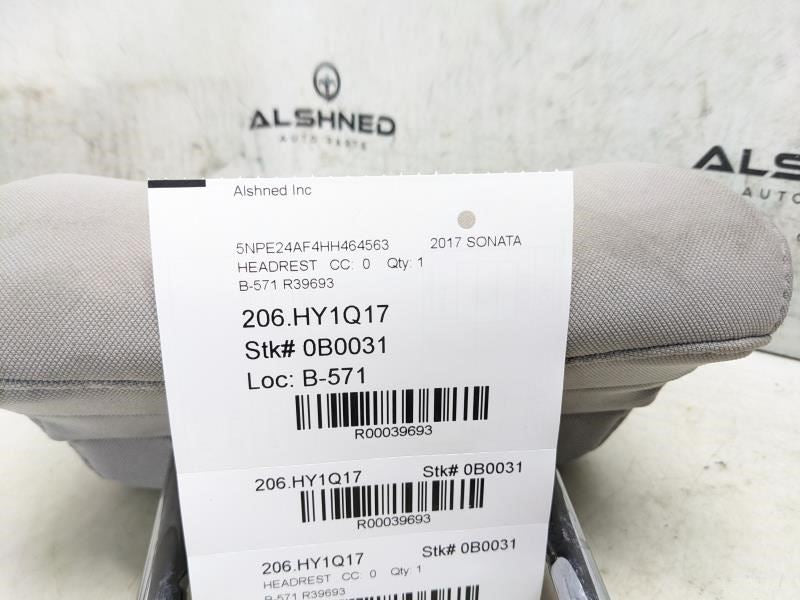 ALSHNED
AUTO PARTS
ALSH
AUTO
Alshned Inc
5NPE24AF4HH464563 2017 SONATA
HEADREST CC: 0 Qty: 1
B-571 R39693
206.HY1Q17
Stk# 0B0031
Loc: B-571
R00039693
206.HY1Q17 Stk# 0B0031
R00039693
206.HY1Q17 Stk# 0B0031
HEADREST CC: 0 Qty: 1
B-571 R39693